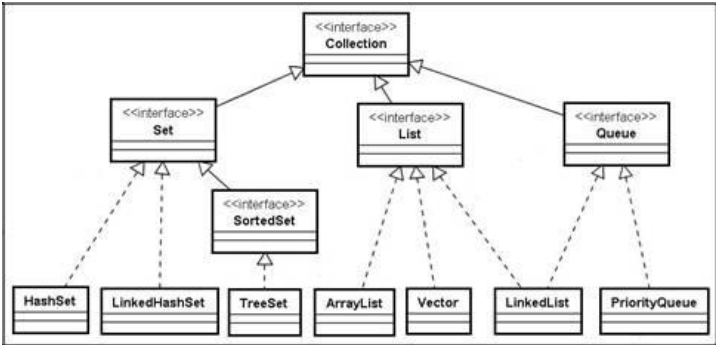 <<interface>>
Collection
<<interface>>
Set
<<interface>>
List
<<interface>>
Queue
<<interface>>
SortedSet
HashSet
LinkedHashSet
TreeSet
ArrayList
Vector
LinkedList
PriorityQueue